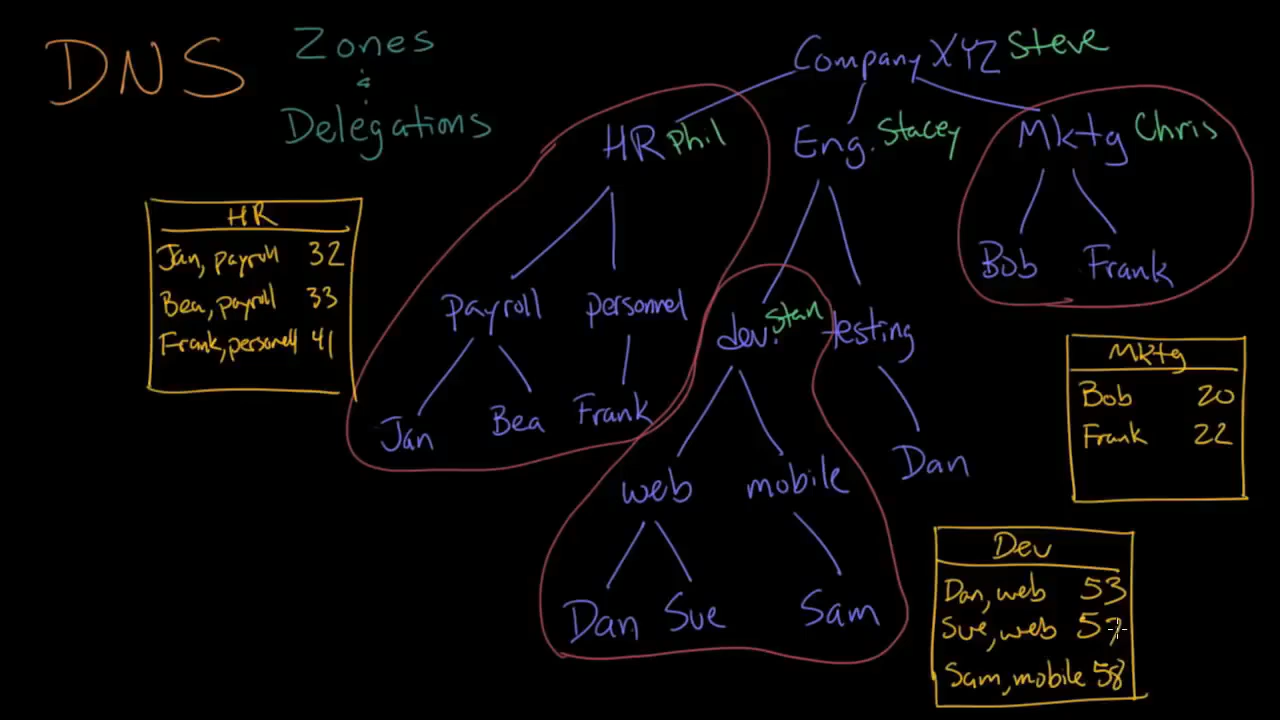 DNS
Zones
&
Delegations
Company XYZ Steve
HR Phil
Eng. Stacey
Mktg Chris
payroll
personnel
dev. Stan
testing
Bob
Frank
Jan
Bea
Frank
web
mobile
Dan
Dan
Sue
Sam
HR
Jan, payroll 32
Bea, payroll 33
Frank, personell 41
Mktg
Bob 20
Frank 22
Dev
Dan, web 53
Sue, web 57
Sam, mobile 58